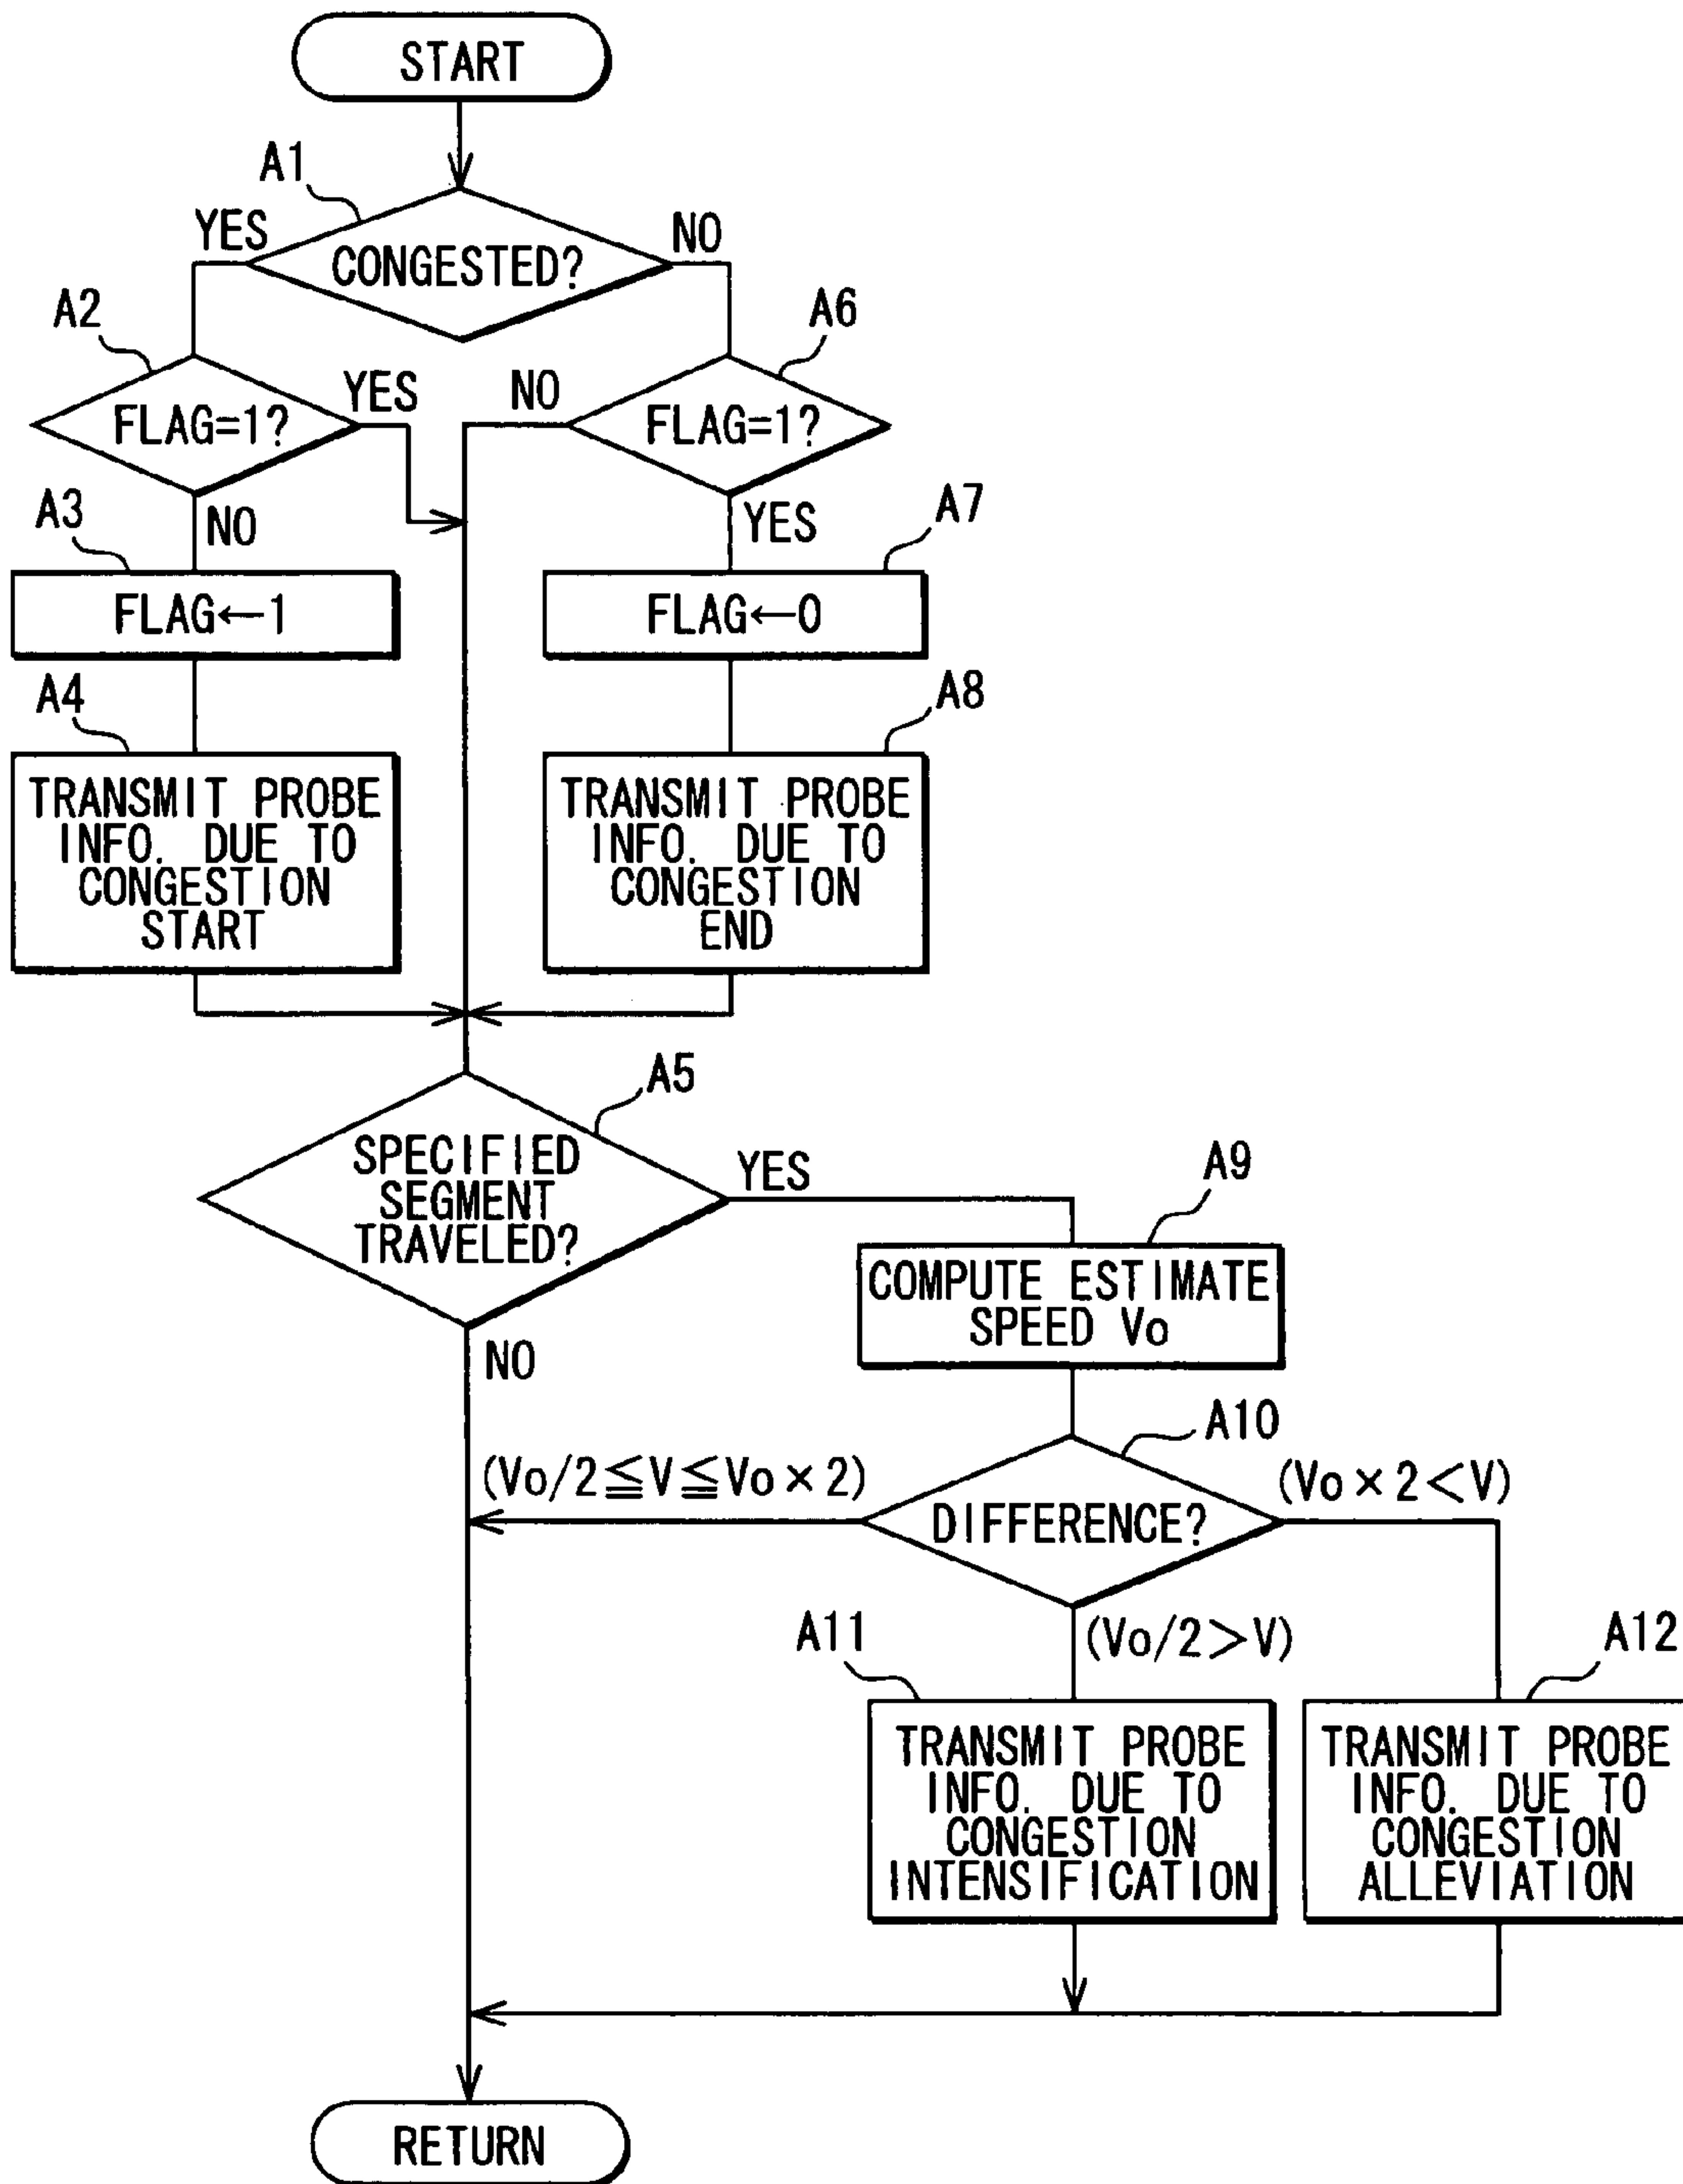 START
A1
YES
CONGESTED?
NO
A2
FLAG=1?
YES
A6
NO
FLAG=1?
A3
NO
FLAG←1
YES
A7
FLAG←0
A4
TRANSMIT PROBE
INFO. DUE TO
CONGESTION
START
A8
TRANSMIT PROBE
INFO. DUE TO
CONGESTION
END
A5
SPECIFIED
SEGMENT
TRAVELED?
YES
NO
A9
COMPUTE ESTIMATE
SPEED Vo
A10
(Vo/2≦V≦Vo×2)
DIFFERENCE?
(Vo×2<V)
(Vo/2>V)
A11
TRANSMIT PROBE
INFO. DUE TO
CONGESTION
INTENSIFICATION
A12
TRANSMIT PROBE
INFO. DUE TO
CONGESTION
ALLEVIATION
RETURN